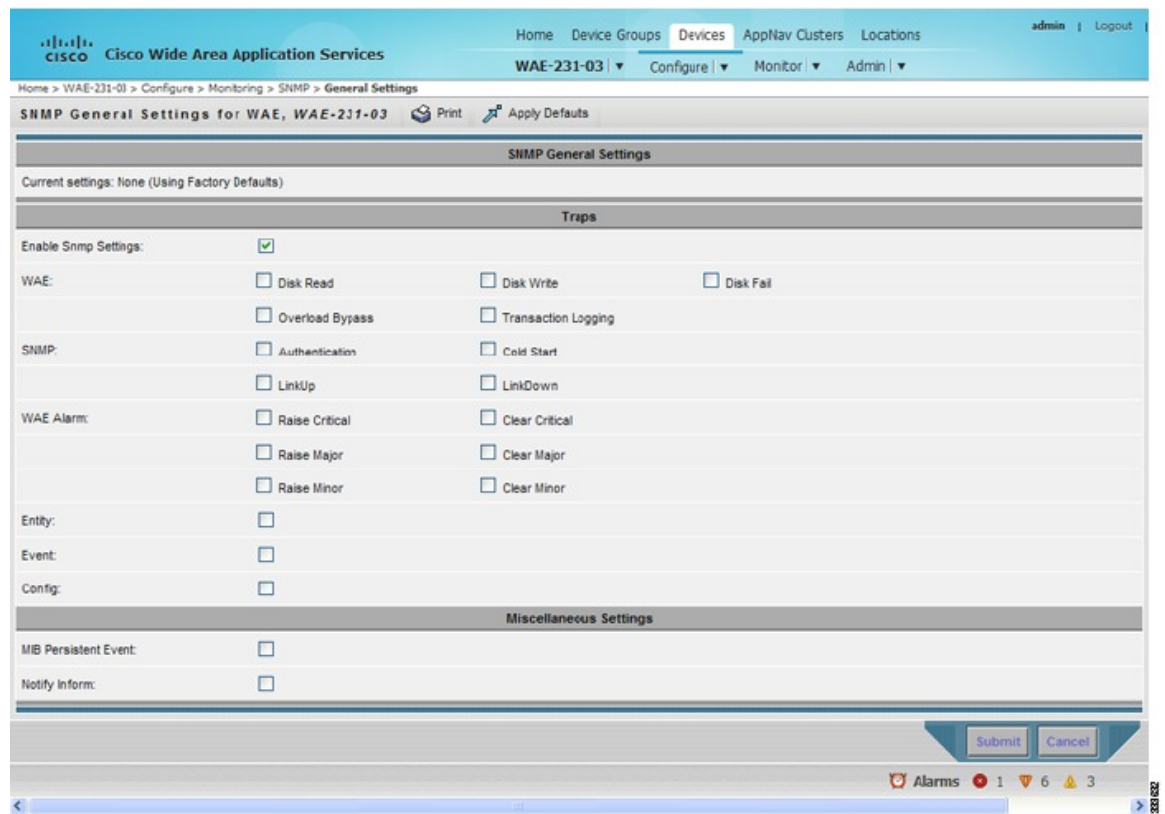 admin | Logout |
Home Device Groups Devices AppNav Clusters Locations
CISCO Cisco Wide Area Application Services
WAE-231-03 | Configure | Monitor | Admin |
Home > WAE-231-03 > Configure > Monitoring > SNMP > General Settings
SNMP General Settings for WAE, WAE-231-03 Print Apply Defaults
SNMP General Settings
Current settings: None (Using Factory Defaults)
Traps
Enable Snmp Settings:
WAE: Disk Read Disk Write Disk Fail
Overload Bypass Transaction Logging
SNMP: Authentication Cold Start
LinkUp LinkDown
WAE Alarm: Raise Critical Clear Critical
Raise Major Clear Major
Raise Minor Clear Minor
Entity:
Event:
Config:
Miscellaneous Settings
MIB Persistent Event:
Notify Inform:
Submit Cancel
Alarms 1 6 3